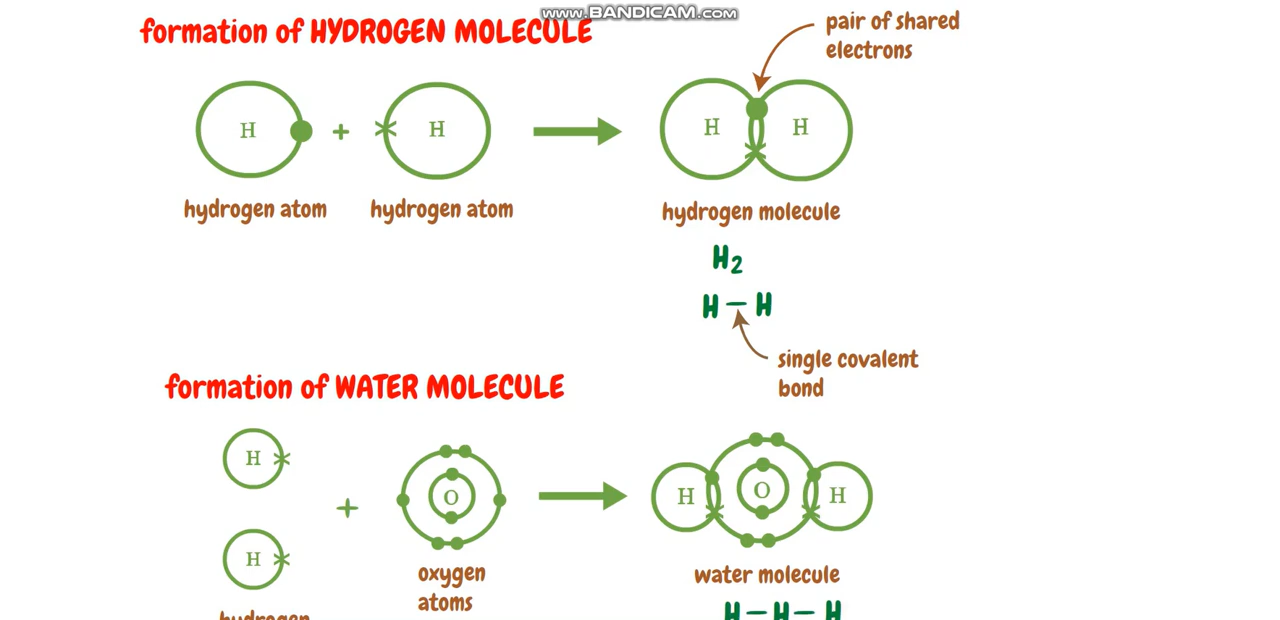 www.BANDICAM.com
formation of HYDROGEN MOLECULE
pair of shared
electrons
H + H H H
hydrogen atom hydrogen atom hydrogen molecule
H2
H – H
single covalent
bond
formation of WATER MOLECULE
H
O H O H
+
H
oxygen
atoms
water molecule
hydrogen
H – H – H